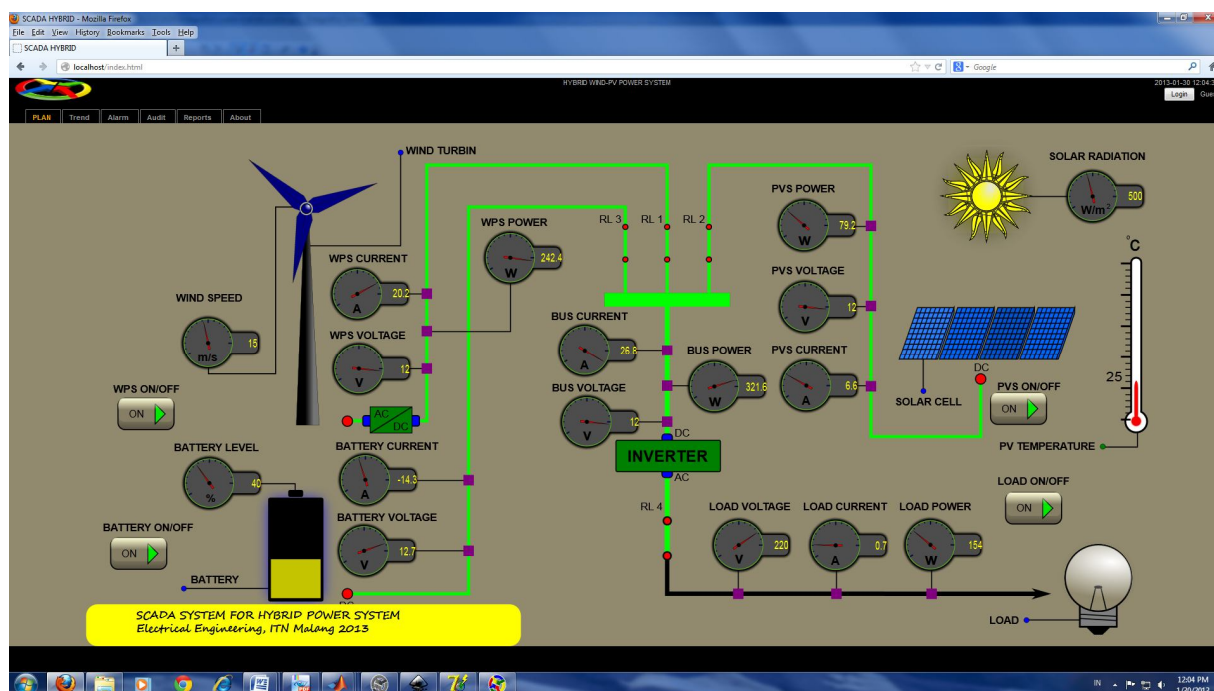 SCADA HYBRID - Mozilla Firefox
File Edit View History Bookmarks Tools Help
SCADA HYBRID
localhost/index.html
Google
HYBRID WIND-PV POWER SYSTEM
2013-01-30 12:04:3
Login Gue
PLAN Trend Alarm Audit Reports About
WIND TURBIN
SOLAR RADIATION
W/m²
500
PVS POWER
W
79.2
RL 3 RL 1 RL 2
WPS POWER
W
242.4
°C
WPS CURRENT
A
20.2
PVS VOLTAGE
V
12
WIND SPEED
m/s
15
BUS CURRENT
A
26.8
WPS VOLTAGE
V
12
BUS POWER
W
321.6
PVS CURRENT
A
6.6
DC
25
BUS VOLTAGE
V
12
WPS ON/OFF
ON
PVS ON/OFF
ON
SOLAR CELL
AC
DC
DC
INVERTER
AC
PV TEMPERATURE
BATTERY LEVEL
%
40
BATTERY CURRENT
A
-14.3
LOAD ON/OFF
ON
RL 4
LOAD VOLTAGE LOAD CURRENT LOAD POWER
V
220
A
0.7
W
154
BATTERY VOLTAGE
V
12.7
BATTERY ON/OFF
ON
BATTERY
DC
SCADA SYSTEM FOR HYBRID POWER SYSTEM
Electrical Engineering, ITN Malang 2013
LOAD
IN
12:04 PM